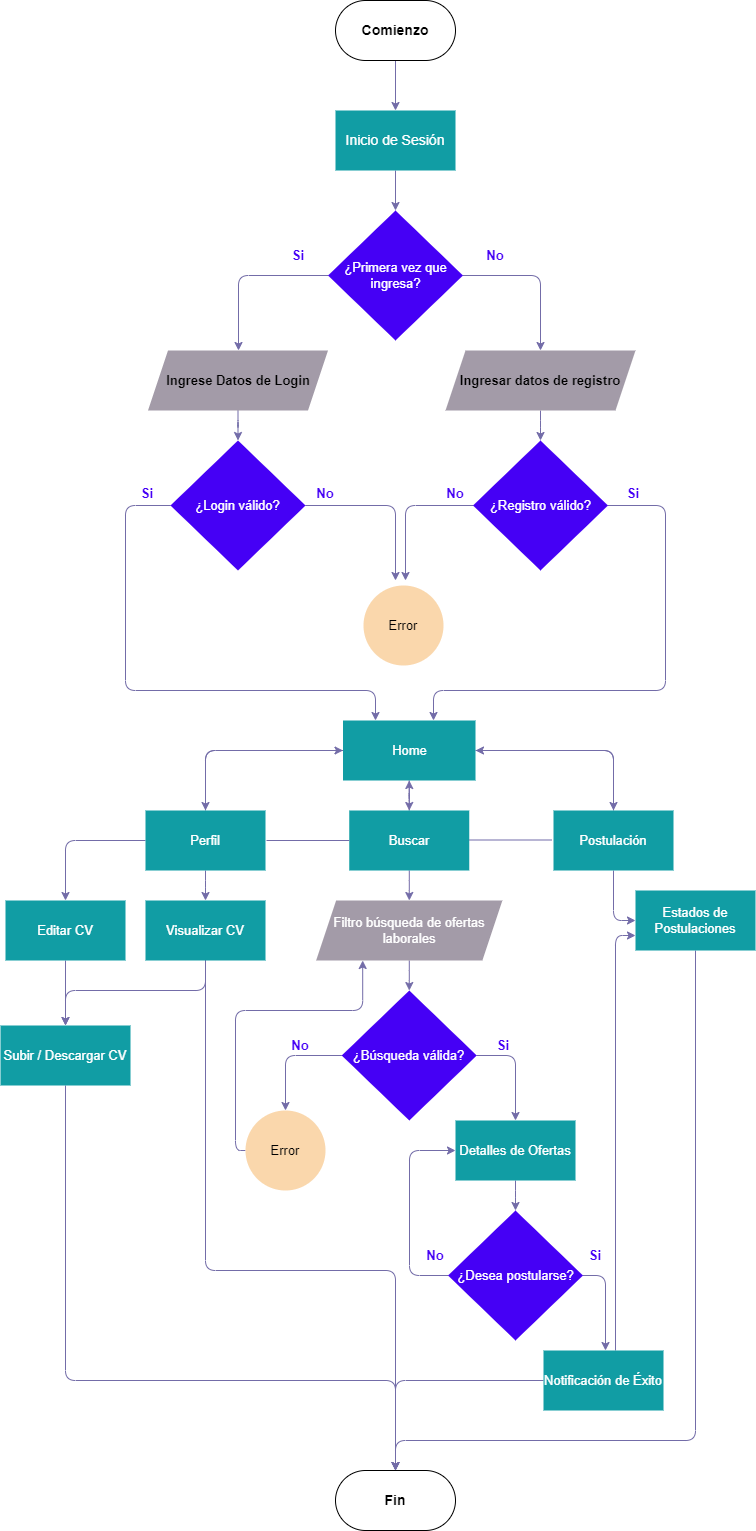 Comienzo
Inicio de Sesión
Si
No
¿Primera vez que
ingresa?
Ingrese Datos de Login
Ingresar datos de registro
Si
¿Login válido?
No
No
¿Registro válido?
Si
Error
Home
Perfil
Buscar
Postulación
Editar CV
Visualizar CV
Filtro búsqueda de ofertas
laborales
Estados de
Postulaciones
Subir / Descargar CV
No
¿Búsqueda válida?
Si
Error
Detalles de Ofertas
No
¿Desea postularse?
Si
Notificación de Éxito
Fin